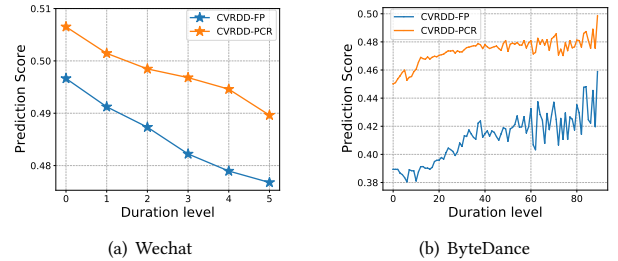 0.51
0.50
0.49
0.48
Prediction Score
CVRDD-FP
CVRDD-PCR
0 1 2 3 4 5
Duration level
(a) Wechat
0.50
0.48
0.46
0.44
0.42
0.40
0.38
Prediction Score
CVRDD-FP
CVRDD-PCR
0 20 40 60 80
Duration level
(b) ByteDance